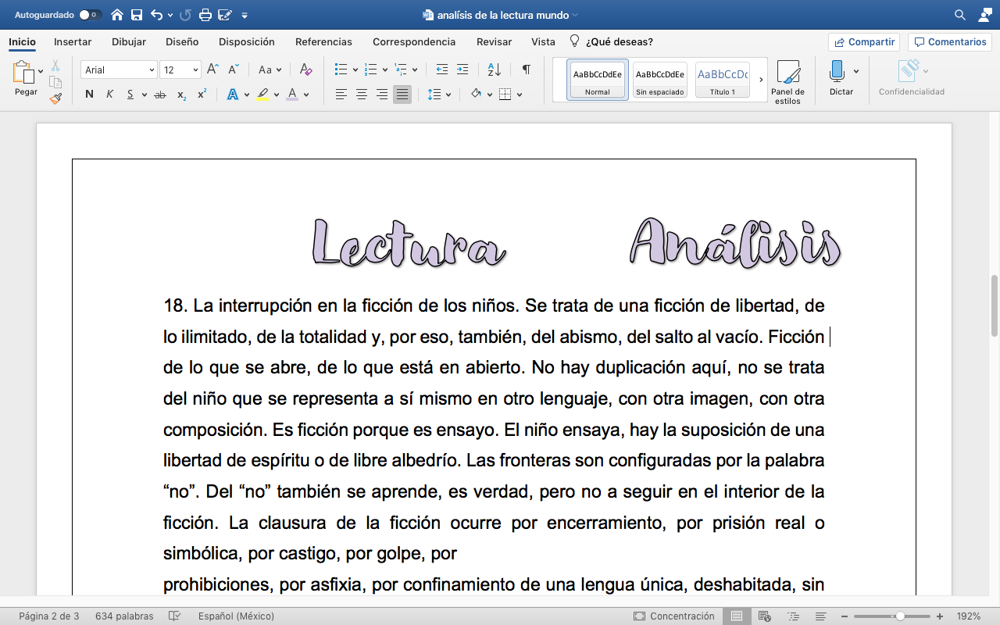 Autoguardado
analísis de la lectura mundo
Inicio Insertar Dibujar Diseño Disposición Referencias Correspondencia Revisar Vista ¿Qué deseas? Compartir Comentarios
Pegar
Arial 12
Aa
N K S ab x₂ x²
A A
AaBbCcDdEe AaBbCcDdEe AaBbCcDc
Normal Sin espaciado Título 1
Panel de estilos
Dictar
Confidencialidad
Lectura Análisis
18. La interrupción en la ficción de los niños. Se trata de una ficción de libertad, de
lo ilimitado, de la totalidad y, por eso, también, del abismo, del salto al vacío. Ficción
de lo que se abre, de lo que está en abierto. No hay duplicación aquí, no se trata
del niño que se representa a sí mismo en otro lenguaje, con otra imagen, con otra
composición. Es ficción porque es ensayo. El niño ensaya, hay la suposición de una
libertad de espíritu o de libre albedrío. Las fronteras son configuradas por la palabra
“no”. Del “no” también se aprende, es verdad, pero no a seguir en el interior de la
ficción. La clausura de la ficción ocurre por encerramiento, por prisión real o
simbólica, por castigo, por golpe, por
prohibiciones, por asfixia, por confinamiento de una lengua única, deshabitada, sin
Página 2 de 3 634 palabras Español (México) Concentración 192%